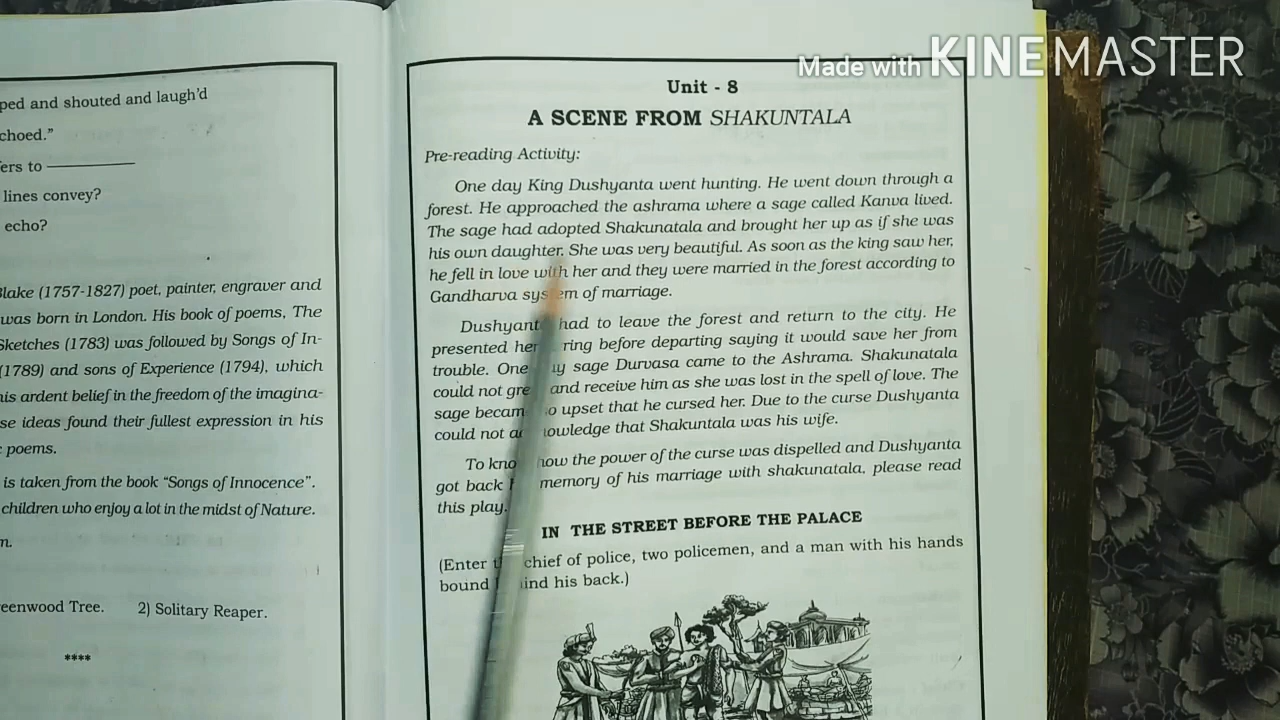 Made with KINEMASTER
ped and shouted and laugh'd
choed."
ers to
lines convey?
echo?
Blake (1757-1827) poet, painter, engraver and
was born in London. His book of poems, The
Sketches (1783) was followed by Songs of In-
(1789) and sons of Experience (1794), which
his ardent belief in the freedom of the imagina-
se ideas found their fullest expression in his
poems.
is taken from the book "Songs of Innocence".
children who enjoy a lot in the midst of Nature.
n.
eenwood Tree. 2) Solitary Reaper.
****
Unit - 8
A SCENE FROM SHAKUNTALA
Pre-reading Activity:
One day King Dushyanta went hunting. He went down through a
forest. He approached the ashrama where a sage called Kanva lived.
The sage had adopted Shakunatala and brought her up as if she was
his own daughter. She was very beautiful. As soon as the king saw her,
he fell in love with her and they were married in the forest according to
Gandharva system of marriage.
Dushyant had to leave the forest and return to the city. He
presented her ring before departing saying it would save her from
trouble. One sage Durvasa came to the Ashrama. Shakunatala
could not and receive him as she was lost in the spell of love. The
sage so upset that he cursed her. Due to the curse Dushyanta
could not that Shakuntala was his wife.
To how the power of the curse was dispelled and Dushyanta
got back memory of his marriage with shakunatala, please read
this play.
IN THE STREET BEFORE THE PALACE
(Enter chief of police, two policemen, and a man with his hands
bound his back.)